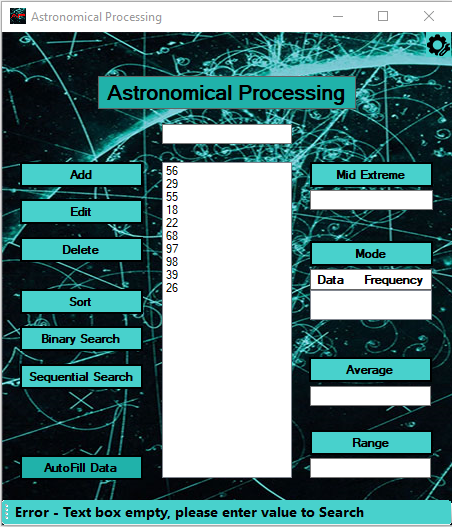 Astronomical Processing
Astronomical Processing
Add
Edit
Delete
Sort
Binary Search
Sequential Search
AutoFill Data
56
29
55
18
22
68
97
98
39
26
Mid Extreme
Mode
Data Frequency
Average
Range
Error - Text box empty, please enter value to Search